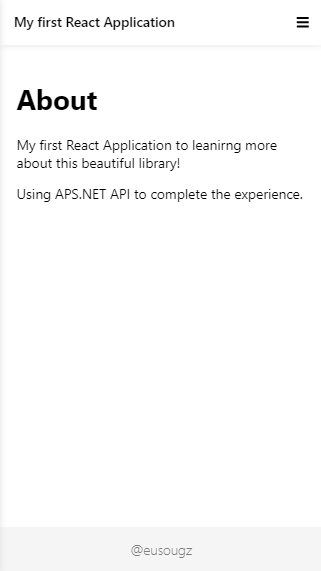 My first React Application
About
My first React Application to leanirng more
about this beautiful library!
Using APS.NET API to complete the experience.
@eusougz